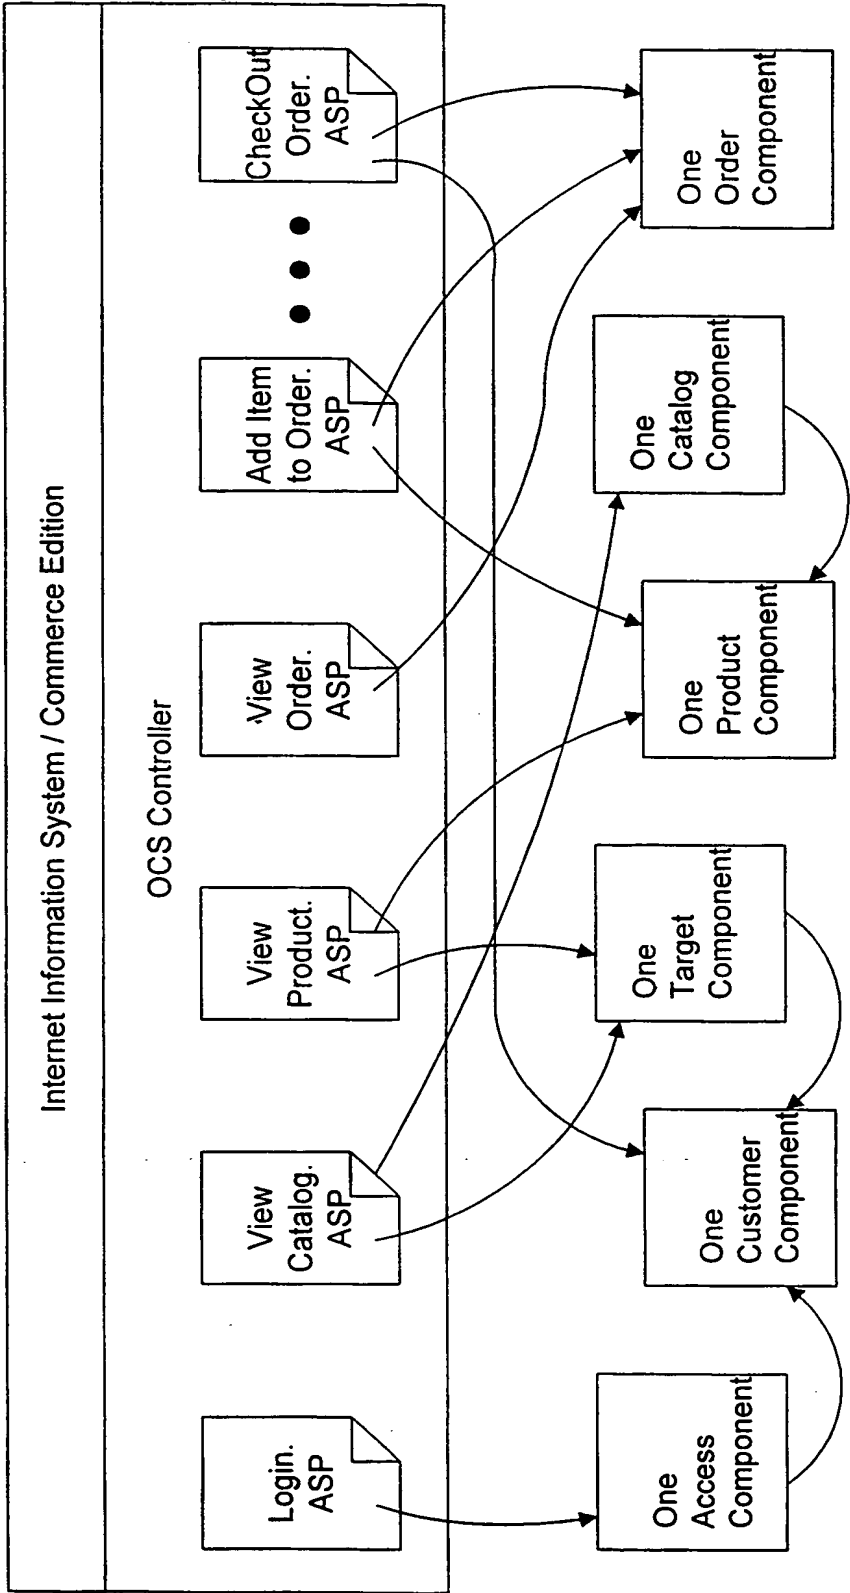 Internet Information System / Commerce Edition
OCS Controller
Login.
ASP
View
Catalog.
ASP
View
Product.
ASP
View
Order.
ASP
Add Item
to Order.
ASP
CheckOut
Order.
ASP
One
Access
Component
One
Customer
Component
One
Target
Component
One
Product
Component
One
Catalog
Component
One
Order
Component